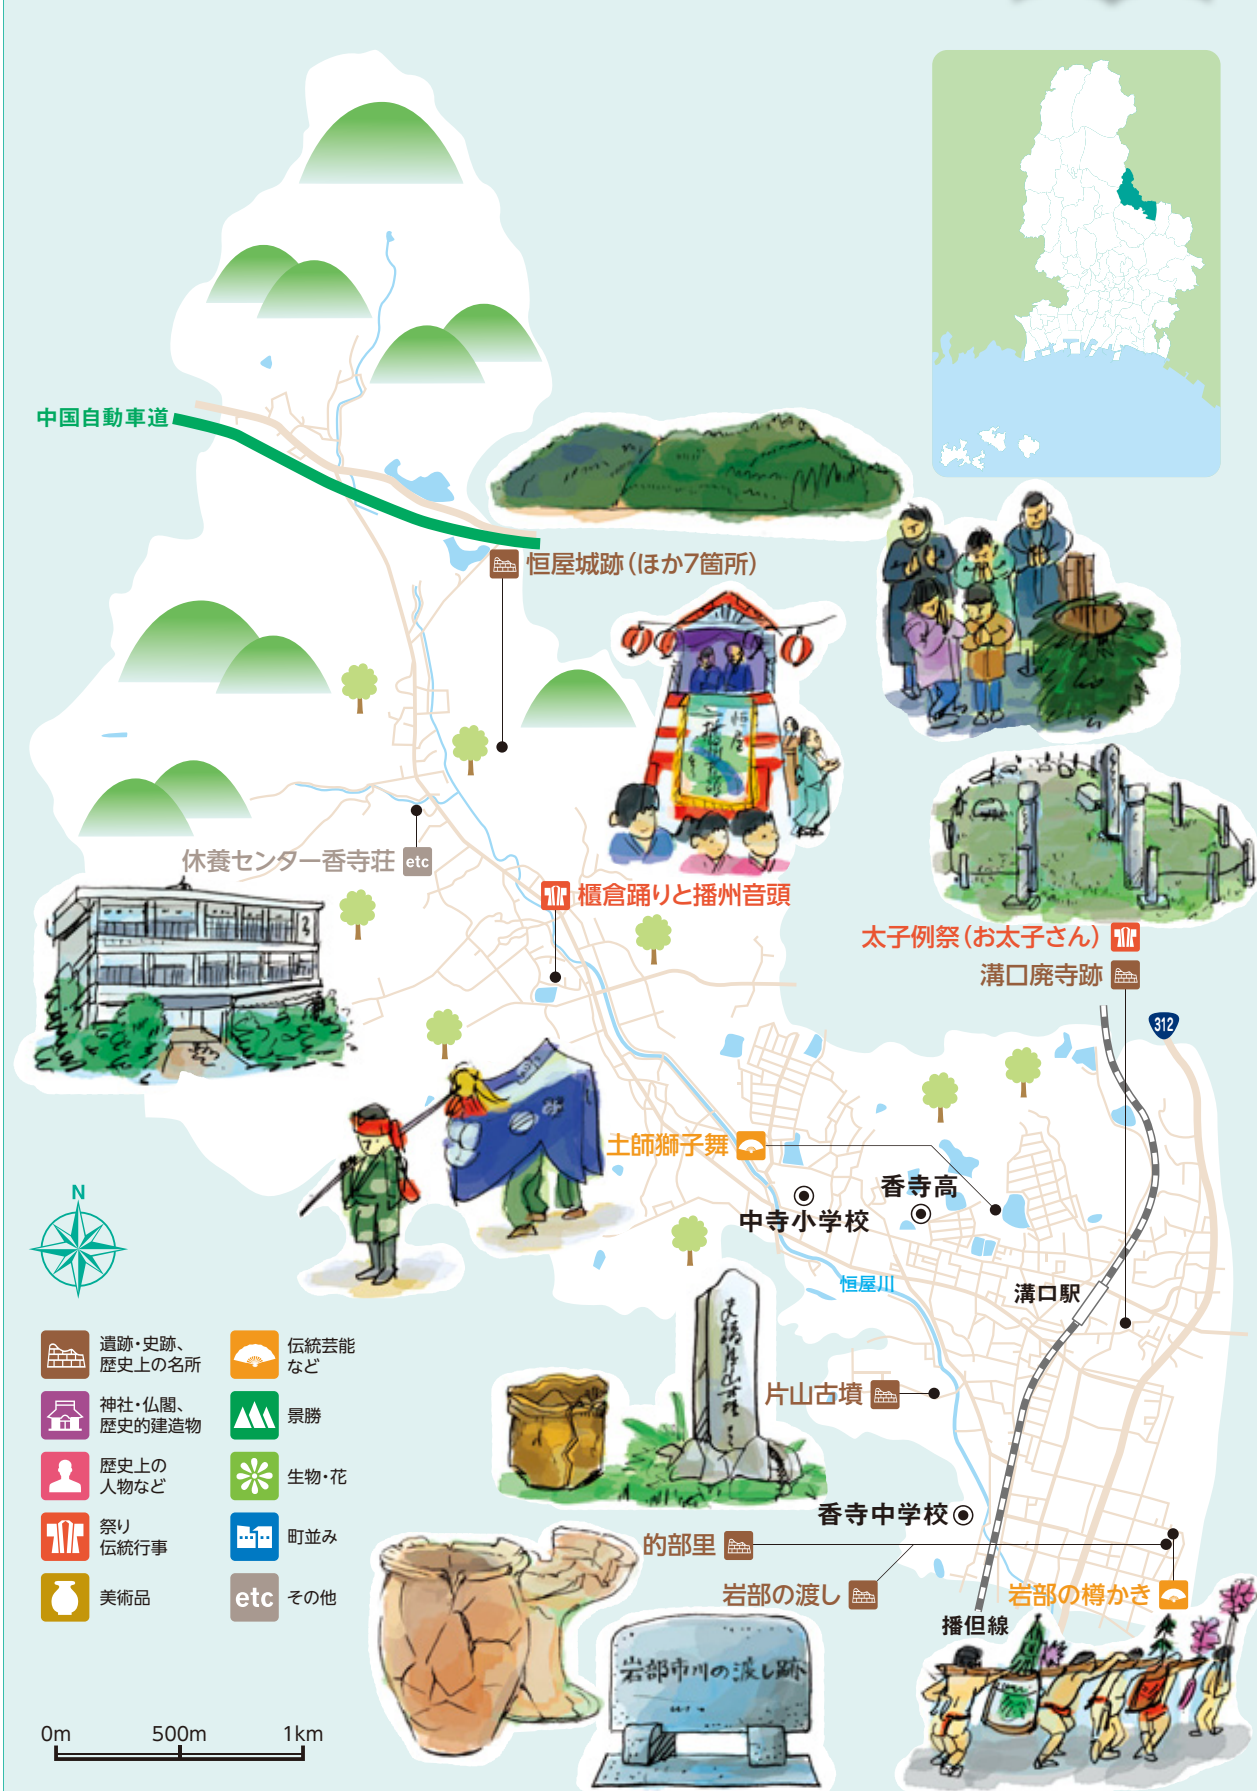 中国自動車道
恒屋城跡（ほか7箇所）
恒屋
休養センター香寺荘
etc
櫃倉踊りと播州音頭
太子例祭（お太子さん）
溝口廃寺跡
312
土師獅子舞
香寺高
中寺小学校
恒屋川
溝口駅
N
片山古墳
香寺中学校
的部里
岩部の渡し
岩部の樽かき
播但線
岩部市川の渡し跡
遺跡・史跡、
歴史上の名所
神社・仏閣、
歴史的建造物
歴史上の
人物など
祭り
伝統行事
美術品
伝統芸能
など
景勝
生物・花
町並み
etc
その他
0m
500m
1km